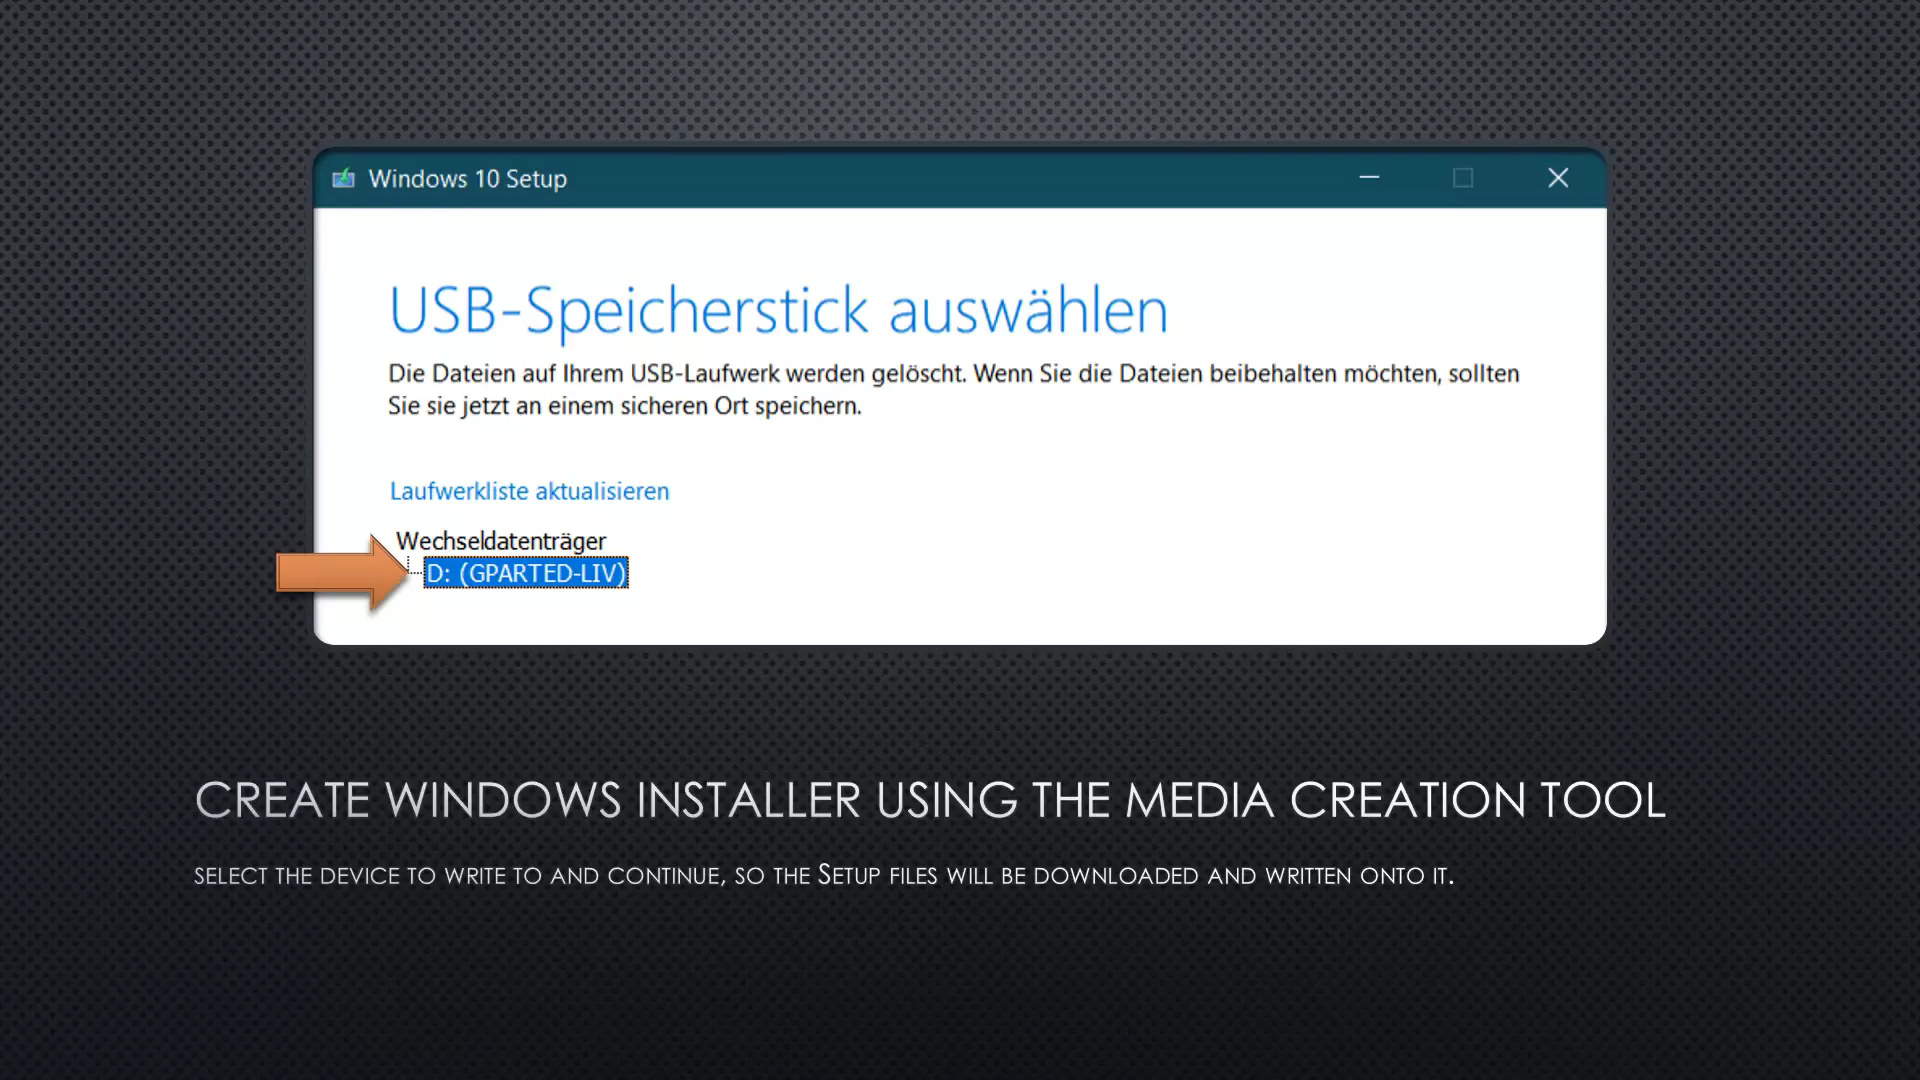 Windows 10 Setup
USB-Speicherstick auswählen
Die Dateien auf Ihrem USB-Laufwerk werden gelöscht. Wenn Sie die Dateien beibehalten möchten, sollten
Sie sie jetzt an einem sicheren Ort speichern.
Laufwerkliste aktualisieren
Wechseldatenträger
D: (GPARTED-LIV)
CREATE WINDOWS INSTALLER USING THE MEDIA CREATION TOOL
SELECT THE DEVICE TO WRITE TO AND CONTINUE, SO THE SETUP FILES WILL BE DOWNLOADED AND WRITTEN ONTO IT.